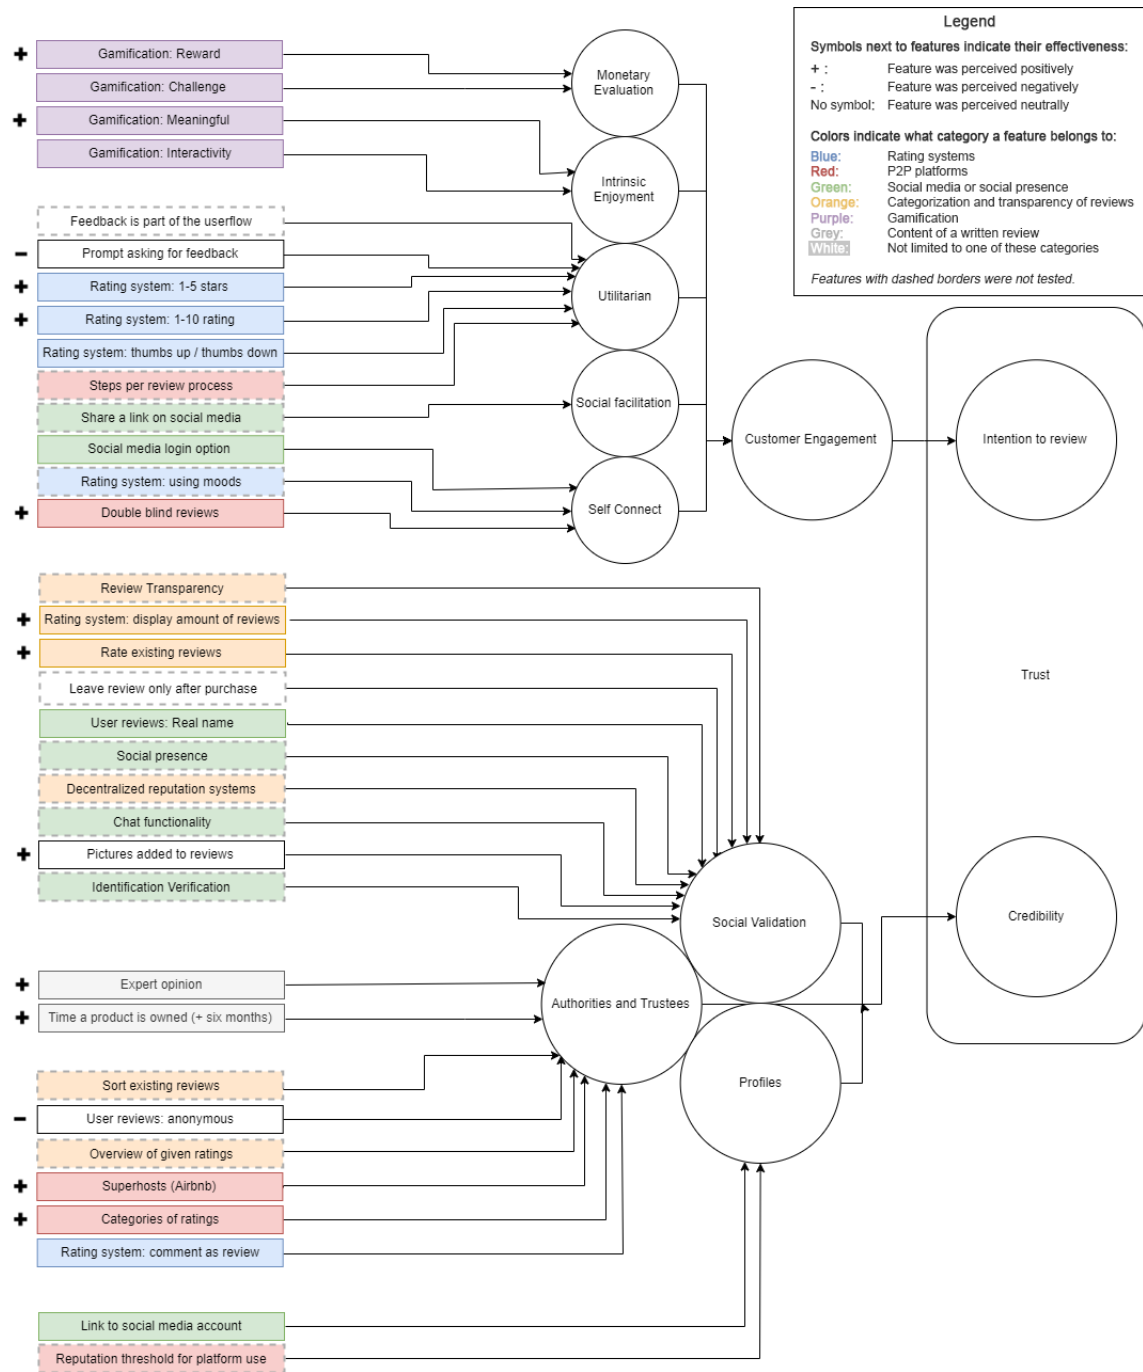 Legend
Symbols next to features indicate their effectiveness:
+ : Feature was perceived positively
- : Feature was perceived negatively
No symbol: Feature was perceived neutrally
Colors indicate what category a feature belongs to:
Blue: Rating systems
Red: P2P platforms
Green: Social media or social presence
Orange: Categorization and transparency of reviews
Purple: Gamification
Grey: Content of a written review
White: Not limited to one of these categories
Features with dashed borders were not tested.
+ Gamification: Reward
Gamification: Challenge
+ Gamification: Meaningful
Gamification: Interactivity
Feedback is part of the userflow
- Prompt asking for feedback
+ Rating system: 1-5 stars
+ Rating system: 1-10 rating
Rating system: thumbs up / thumbs down
Steps per review process
Share a link on social media
Social media login option
Rating system: using moods
+ Double blind reviews
Monetary
Evaluation
Intrinsic
Enjoyment
Utilitarian
Social facilitation
Self Connect
Customer Engagement
Intention to review
Trust
Credibility
Review Transparency
+ Rating system: display amount of reviews
+ Rate existing reviews
Leave review only after purchase
User reviews: Real name
Social presence
Decentralized reputation systems
Chat functionality
+ Pictures added to reviews
Identification Verification
Social Validation
Authorities and Trustees
Profiles
+ Expert opinion
+ Time a product is owned (+ six months)
Sort existing reviews
- User reviews: anonymous
Overview of given ratings
+ Superhosts (Airbnb)
+ Categories of ratings
Rating system: comment as review
Link to social media account
Reputation threshold for platform use